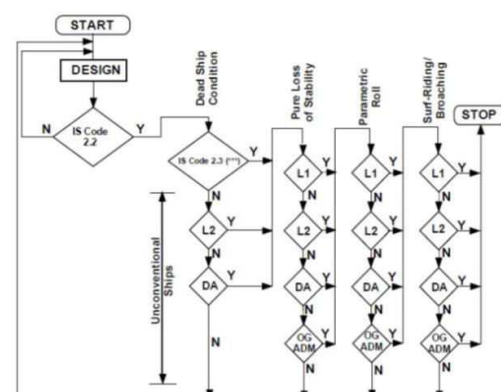 START
DESIGN
N
IS Code
2.2
Y
Dead Ship
Condition
Pure Loss
of Stability
Parametric
Roll
Surf-Riding/
Broaching
STOP
IS Code 2.3 (***)
Y
N
L2
Y
N
DA
Y
N
Unconventional
Ships
L1
Y
N
L2
Y
N
DA
Y
N
OG
ADM
Y
N
L1
Y
N
L2
Y
N
DA
Y
N
OG
ADM
Y
N
L1
Y
N
L2
Y
N
DA
Y
N
OG
ADM
Y
N